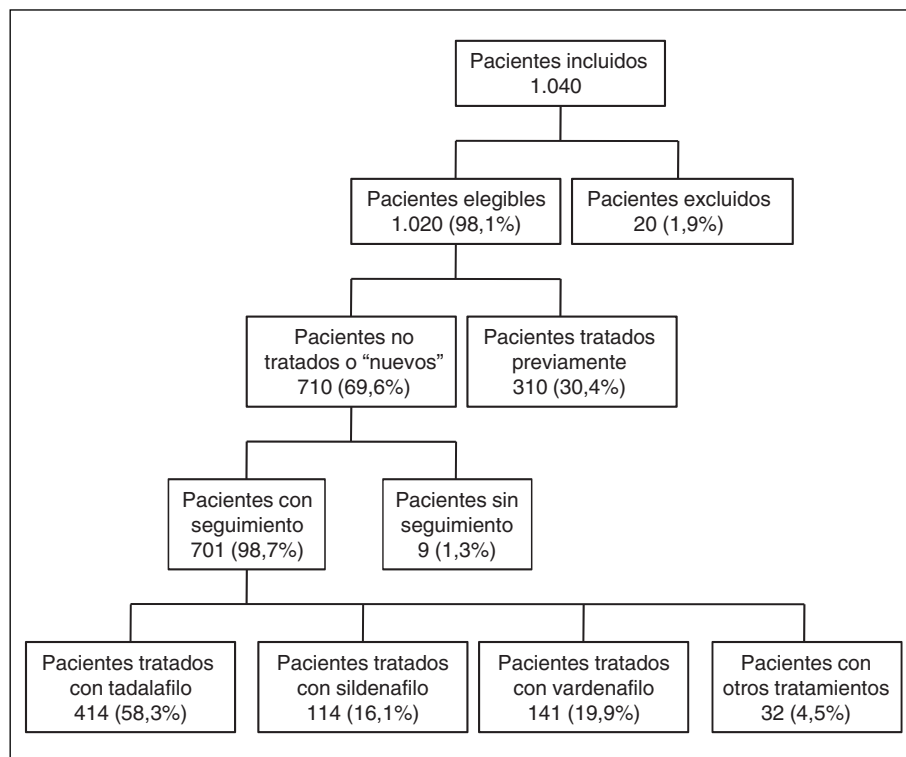 Pacientes incluidos
1.040
Pacientes elegibles
1.020 (98,1%)
Pacientes excluidos
20 (1,9%)
Pacientes no
tratados o “nuevos”
710 (69,6%)
Pacientes tratados
previamente
310 (30,4%)
Pacientes con
seguimiento
701 (98,7%)
Pacientes sin
seguimiento
9 (1,3%)
Pacientes tratados
con tadalafilo
414 (58,3%)
Pacientes tratados
con sildenafilo
114 (16,1%)
Pacientes tratados
con vardenafilo
141 (19,9%)
Pacientes con
otros tratamientos
32 (4,5%)